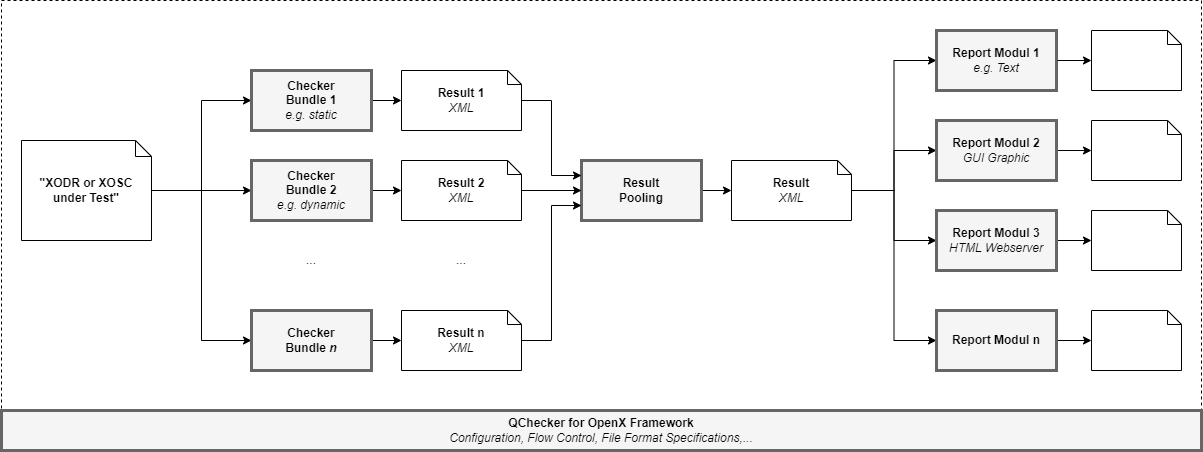 "XODR or XOSC
under Test"
Checker
Bundle 1
e.g. static
Result 1
XML
Checker
Bundle 2
e.g. dynamic
Result 2
XML
...
...
Checker
Bundle n
Result n
XML
Result
Pooling
Result
XML
Report Modul 1
e.g. Text
Report Modul 2
GUI Graphic
Report Modul 3
HTML Webserver
Report Modul n
QChecker for OpenX Framework
Configuration, Flow Control, File Format Specifications,...